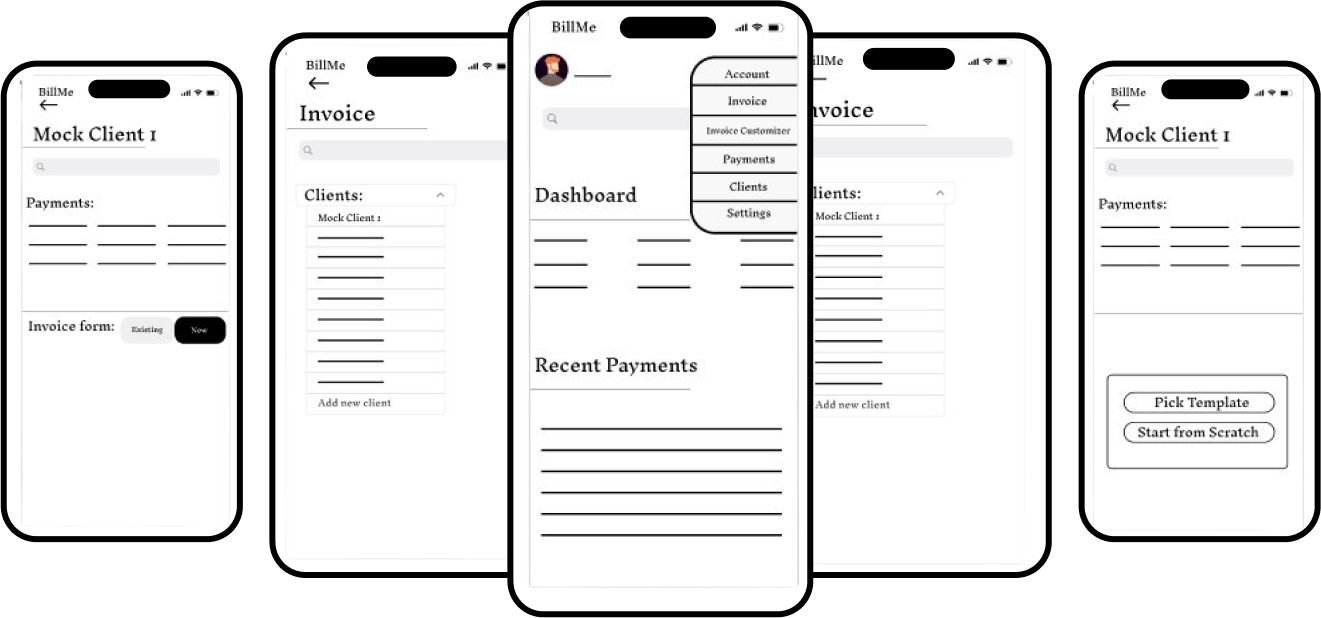 BillMe
Mock Client 1
Payments:
Invoice form:
Existing
New
BillMe
Invoice
Clients:
Mock Client 1
Add new client
BillMe
Account
Invoice
Invoice Customizer
Payments
Clients
Settings
Dashboard
Recent Payments
illMe
nvoice
lients:
Mock Client 1
Add new client
BillMe
Mock Client 1
Payments:
Pick Template
Start from Scratch